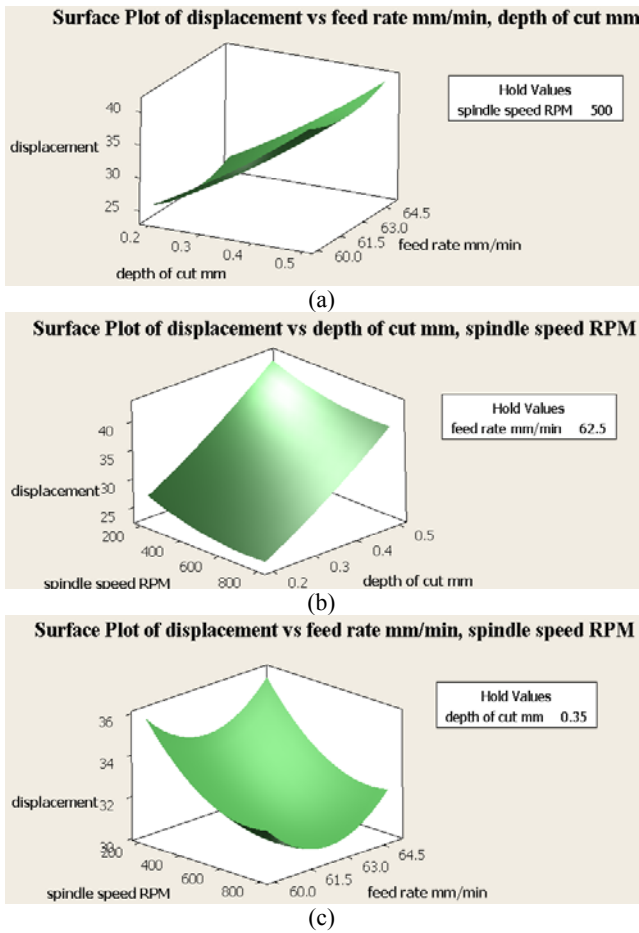 Surface Plot of displacement vs feed rate mm/min, depth of cut mm
Hold Values
spindle speed RPM 500
40
35
30
25
displacement
0.2
0.3
0.4
0.5
depth of cut mm
60.0
61.5
63.0
64.5
feed rate mm/min
(a)
Surface Plot of displacement vs depth of cut mm, spindle speed RPM
Hold Values
feed rate mm/min 62.5
40
35
30
25
displacement
200
400
600
800
spindle speed RPM
0.2
0.3
0.4
0.5
depth of cut mm
(b)
Surface Plot of displacement vs feed rate mm/min, spindle speed RPM
Hold Values
depth of cut mm 0.35
36
34
32
30
displacement
200
400
600
800
spindle speed RPM
60.0
61.5
63.0
64.5
feed rate mm/min
(c)